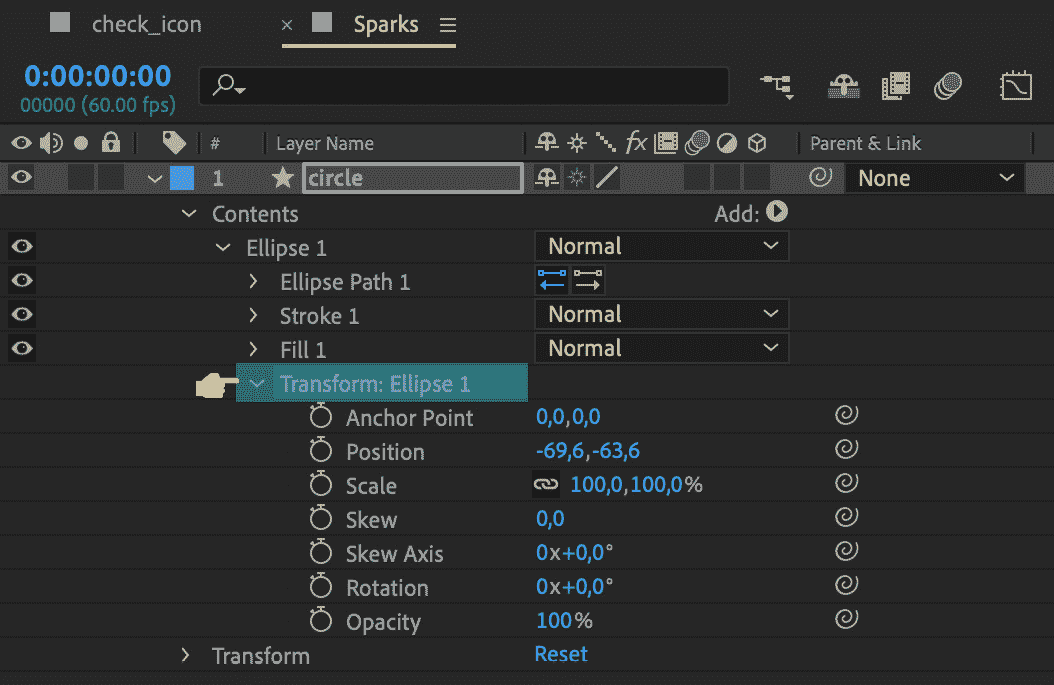 check_icon × Sparks
0:00:00:00
00000 (60.00 fps)
# Layer Name fx Parent & Link
1 circle None
Contents Add:
Ellipse 1 Normal
Ellipse Path 1
Stroke 1 Normal
Fill 1 Normal
Transform: Ellipse 1
Anchor Point 0,0,0,0
Position -69,6,-63,6
Scale 100,0,100,0%
Skew 0,0
Skew Axis 0x+0,0°
Rotation 0x+0,0°
Opacity 100%
Transform Reset